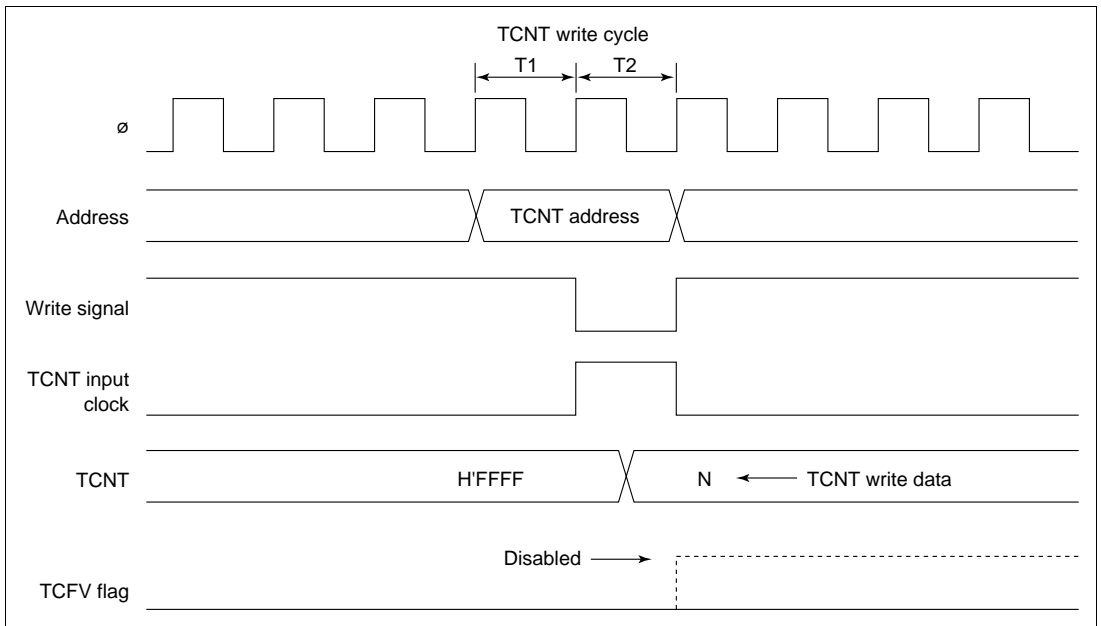 TCNT write cycle
T1 T2
ø
Address
TCNT address
Write signal
TCNT input
clock
TCNT
H'FFFF
N
TCNT write data
Disabled
TCFV flag